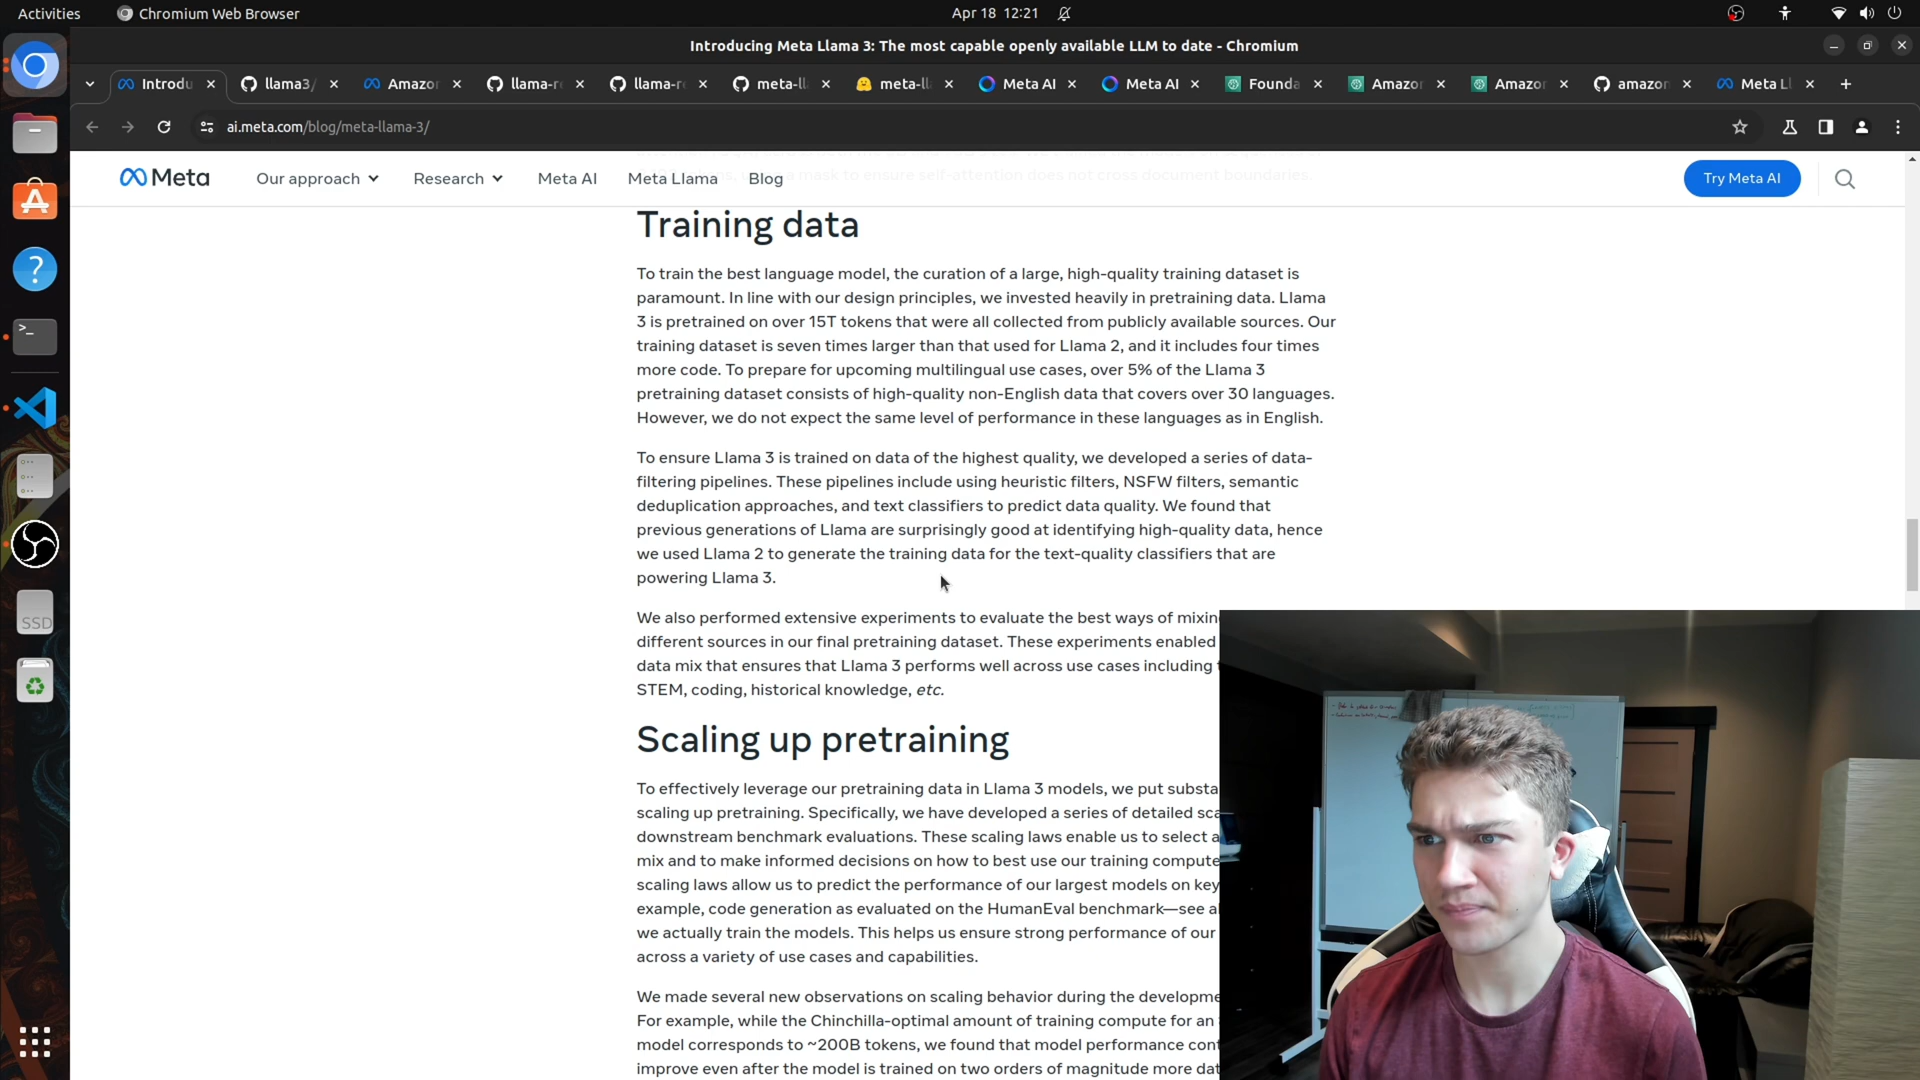 Activities
Chromium Web Browser
Apr 18 12:21
Introducing Meta Llama 3: The most capable openly available LLM to date - Chromium
Introdu
llama3/
Amazon
llama-re
llama-re
meta-ll
meta-ll
Meta AI
Meta AI
Founda
Amazon
Amazon
amazon
Meta Ll
ai.meta.com/blog/meta-llama-3/
Meta
Our approach
Research
Meta AI
Meta Llama
Blog
Try Meta AI
a mask to ensure self-attention does not cross document boundaries.
Training data
To train the best language model, the curation of a large, high-quality training dataset is
paramount. In line with our design principles, we invested heavily in pretraining data. Llama
3 is pretrained on over 15T tokens that were all collected from publicly available sources. Our
training dataset is seven times larger than that used for Llama 2, and it includes four times
more code. To prepare for upcoming multilingual use cases, over 5% of the Llama 3
pretraining dataset consists of high-quality non-English data that covers over 30 languages.
However, we do not expect the same level of performance in these languages as in English.
To ensure Llama 3 is trained on data of the highest quality, we developed a series of data-
filtering pipelines. These pipelines include using heuristic filters, NSFW filters, semantic
deduplication approaches, and text classifiers to predict data quality. We found that
previous generations of Llama are surprisingly good at identifying high-quality data, hence
we used Llama 2 to generate the training data for the text-quality classifiers that are
powering Llama 3.
We also performed extensive experiments to evaluate the best ways of mixin
different sources in our final pretraining dataset. These experiments enabled
data mix that ensures that Llama 3 performs well across use cases including
STEM, coding, historical knowledge, etc.
Scaling up pretraining
To effectively leverage our pretraining data in Llama 3 models, we put substa
scaling up pretraining. Specifically, we have developed a series of detailed sca
downstream benchmark evaluations. These scaling laws enable us to select a
mix and to make informed decisions on how to best use our training compute
scaling laws allow us to predict the performance of our largest models on key
example, code generation as evaluated on the HumanEval benchmark—see a
we actually train the models. This helps us ensure strong performance of our
across a variety of use cases and capabilities.
We made several new observations on scaling behavior during the developme
For example, while the Chinchilla-optimal amount of training compute for an
model corresponds to ~200B tokens, we found that model performance cont
improve even after the model is trained on two orders of magnitude more dat
SSD